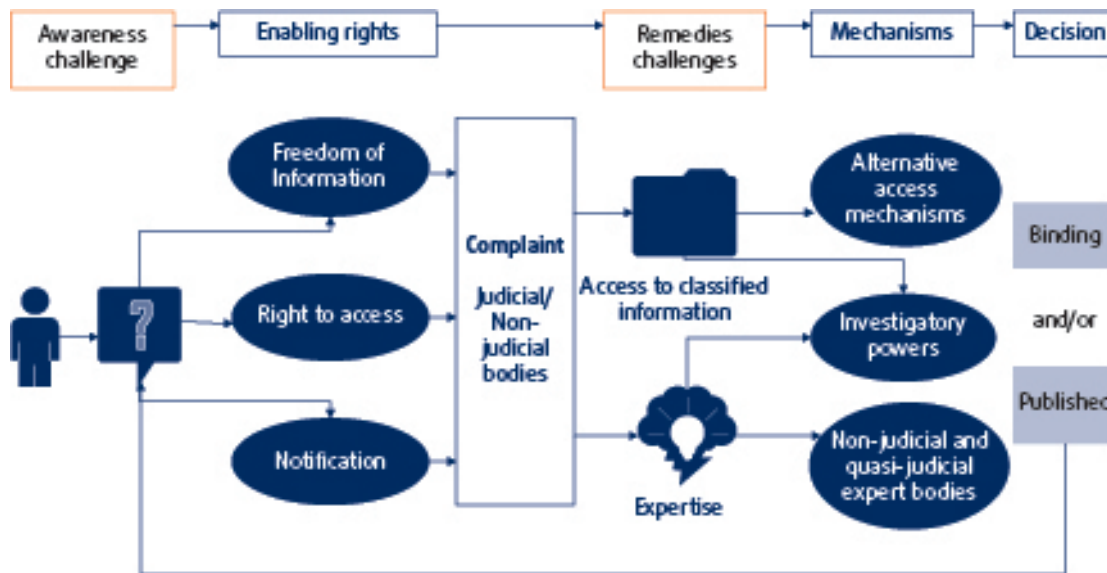 Awareness
challenge
Enabling rights
Remedies
challenges
Mechanisms
Decision
Freedom of
Information
Right to access
Notification
?
Complaint
Judicial/
Non-
judicial
bodies
Access to classified
information
Expertise
Alternative
access
mechanisms
Investigatory
powers
Non-judicial and
quasi-judicial
expert bodies
Binding
and/or
Published